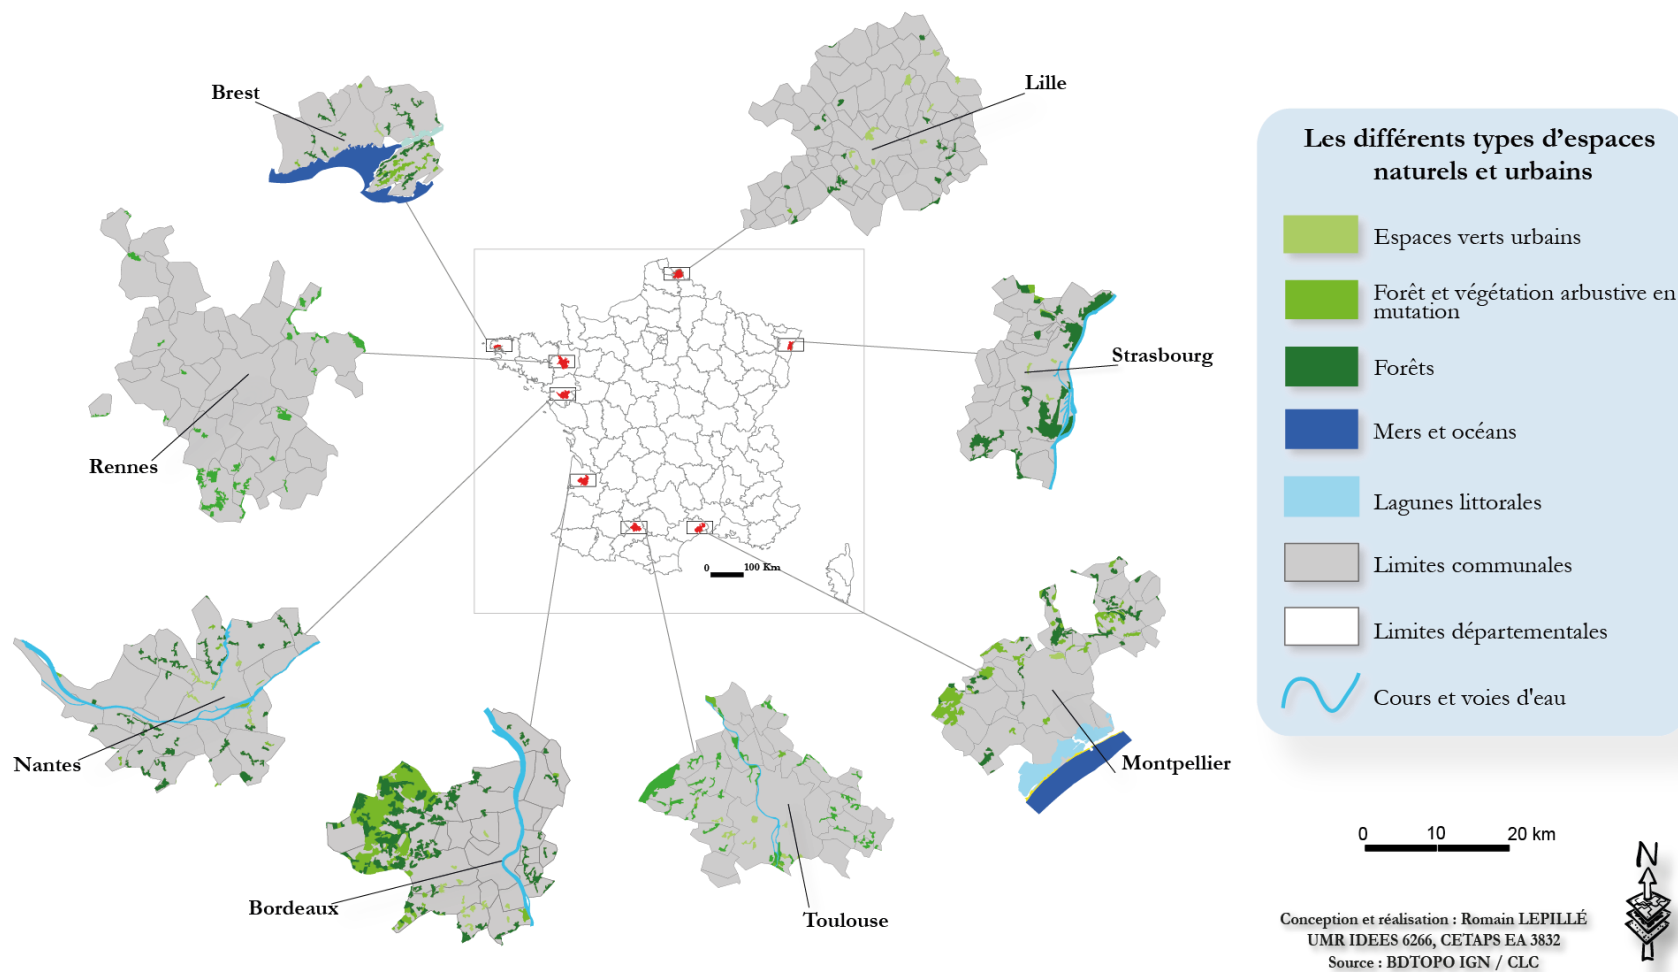 Brest
Lille
Rennes
Strasbourg
Nantes
Bordeaux
Toulouse
Montpellier
0 100 Km
Les différents types d'espaces
naturels et urbains
Espaces verts urbains
Forêt et végétation arbustive en
mutation
Forêts
Mers et océans
Lagunes littorales
Limites communales
Limites départementales
Cours et voies d'eau
0 10 20 km
N
Conception et réalisation : Romain LEPILLÉ
UMR IDEES 6266, CETAPS EA 3832
Source : BDTOPO IGN / CLC